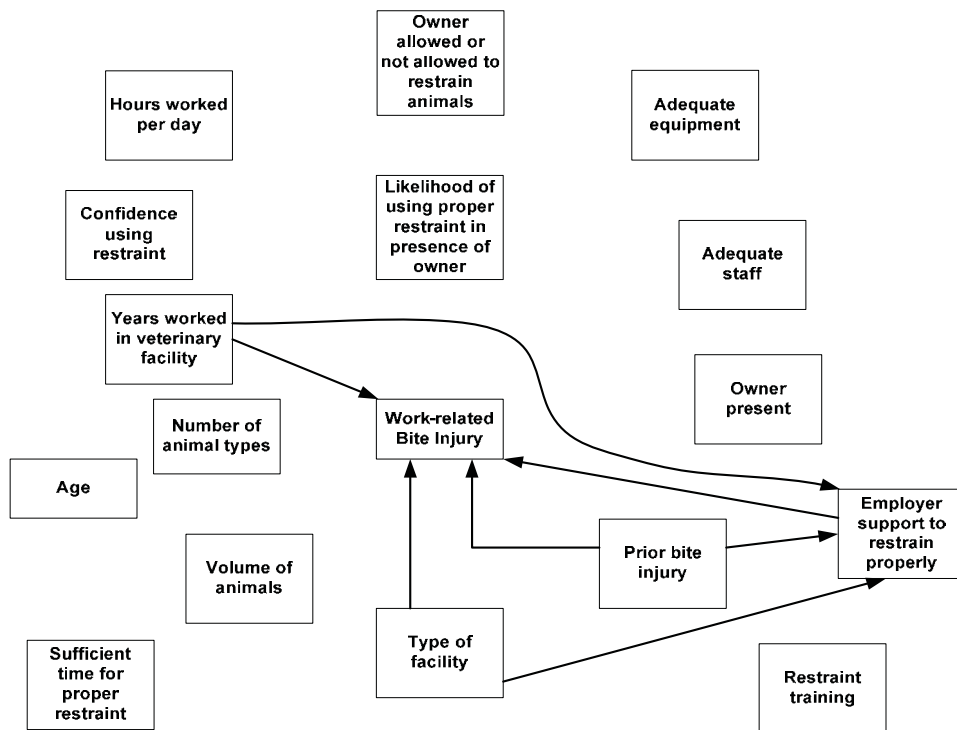 Owner
allowed or
not allowed to
restrain
animals
Hours worked
per day
Adequate
equipment
Confidence
using
restraint
Likelihood of
using proper
restraint in
presence of
owner
Adequate
staff
Years worked
in veterinary
facility
Owner
present
Number of
animal types
Work-related
Bite Injury
Age
Employer
support to
restrain
properly
Prior bite
injury
Volume of
animals
Type of
facility
Sufficient
time for
proper
restraint
Restraint
training